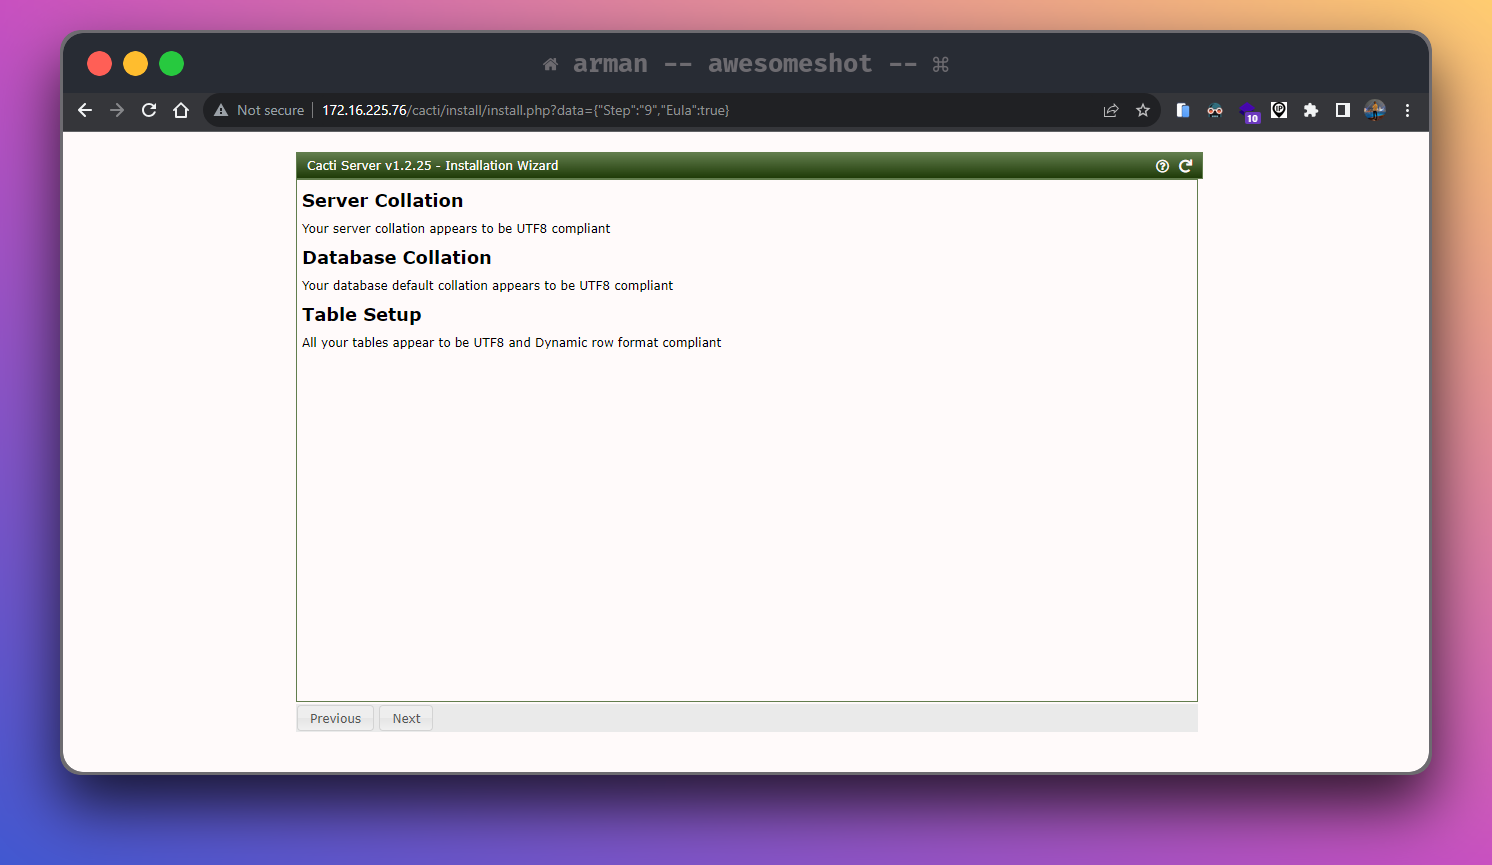 arman -- awesomeshot -- ⌘
Not secure | 172.16.225.76/cacti/install/install.php?data={"Step":"9","Eula":true}
10
IP
Cacti Server v1.2.25 - Installation Wizard
Server Collation
Your server collation appears to be UTF8 compliant
Database Collation
Your database default collation appears to be UTF8 compliant
Table Setup
All your tables appear to be UTF8 and Dynamic row format compliant
Previous Next